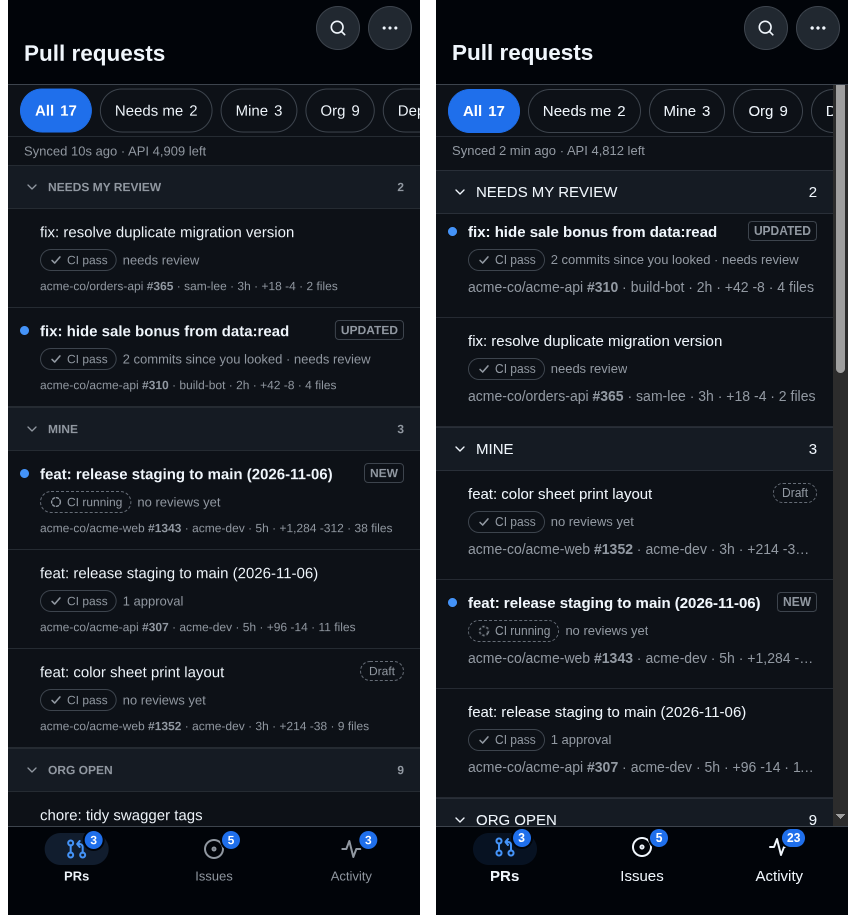 Pull requests
All 17
Needs me 2
Mine 3
Org 9
Dep
Synced 10s ago · API 4,909 left
NEEDS MY REVIEW 2
fix: resolve duplicate migration version
CI pass needs review
acme-co/orders-api #365 · sam-lee · 3h · +18 -4 · 2 files
fix: hide sale bonus from data:read UPDATED
CI pass 2 commits since you looked · needs review
acme-co/acme-api #310 · build-bot · 2h · +42 -8 · 4 files
MINE 3
feat: release staging to main (2026-11-06) NEW
CI running no reviews yet
acme-co/acme-web #1343 · acme-dev · 5h · +1,284 -312 · 38 files
feat: release staging to main (2026-11-06)
CI pass 1 approval
acme-co/acme-api #307 · acme-dev · 5h · +96 -14 · 11 files
feat: color sheet print layout Draft
CI pass no reviews yet
acme-co/acme-web #1352 · acme-dev · 3h · +214 -38 · 9 files
ORG OPEN 9
chore: tidy swagger tags
3 5 3
PRs Issues Activity
Pull requests
All 17
Needs me 2
Mine 3
Org 9
D
Synced 2 min ago · API 4,812 left
NEEDS MY REVIEW 2
fix: hide sale bonus from data:read UPDATED
CI pass 2 commits since you looked · needs review
acme-co/acme-api #310 · build-bot · 2h · +42 -8 · 4 files
fix: resolve duplicate migration version
CI pass needs review
acme-co/orders-api #365 · sam-lee · 3h · +18 -4 · 2 files
MINE 3
feat: color sheet print layout Draft
CI pass no reviews yet
acme-co/acme-web #1352 · acme-dev · 3h · +214 -3…
feat: release staging to main (2026-11-06) NEW
CI running no reviews yet
acme-co/acme-web #1343 · acme-dev · 5h · +1,284 -…
feat: release staging to main (2026-11-06)
CI pass 1 approval
acme-co/acme-api #307 · acme-dev · 5h · +96 -14 · 1…
ORG OPEN 9
3 5 23
PRs Issues Activity